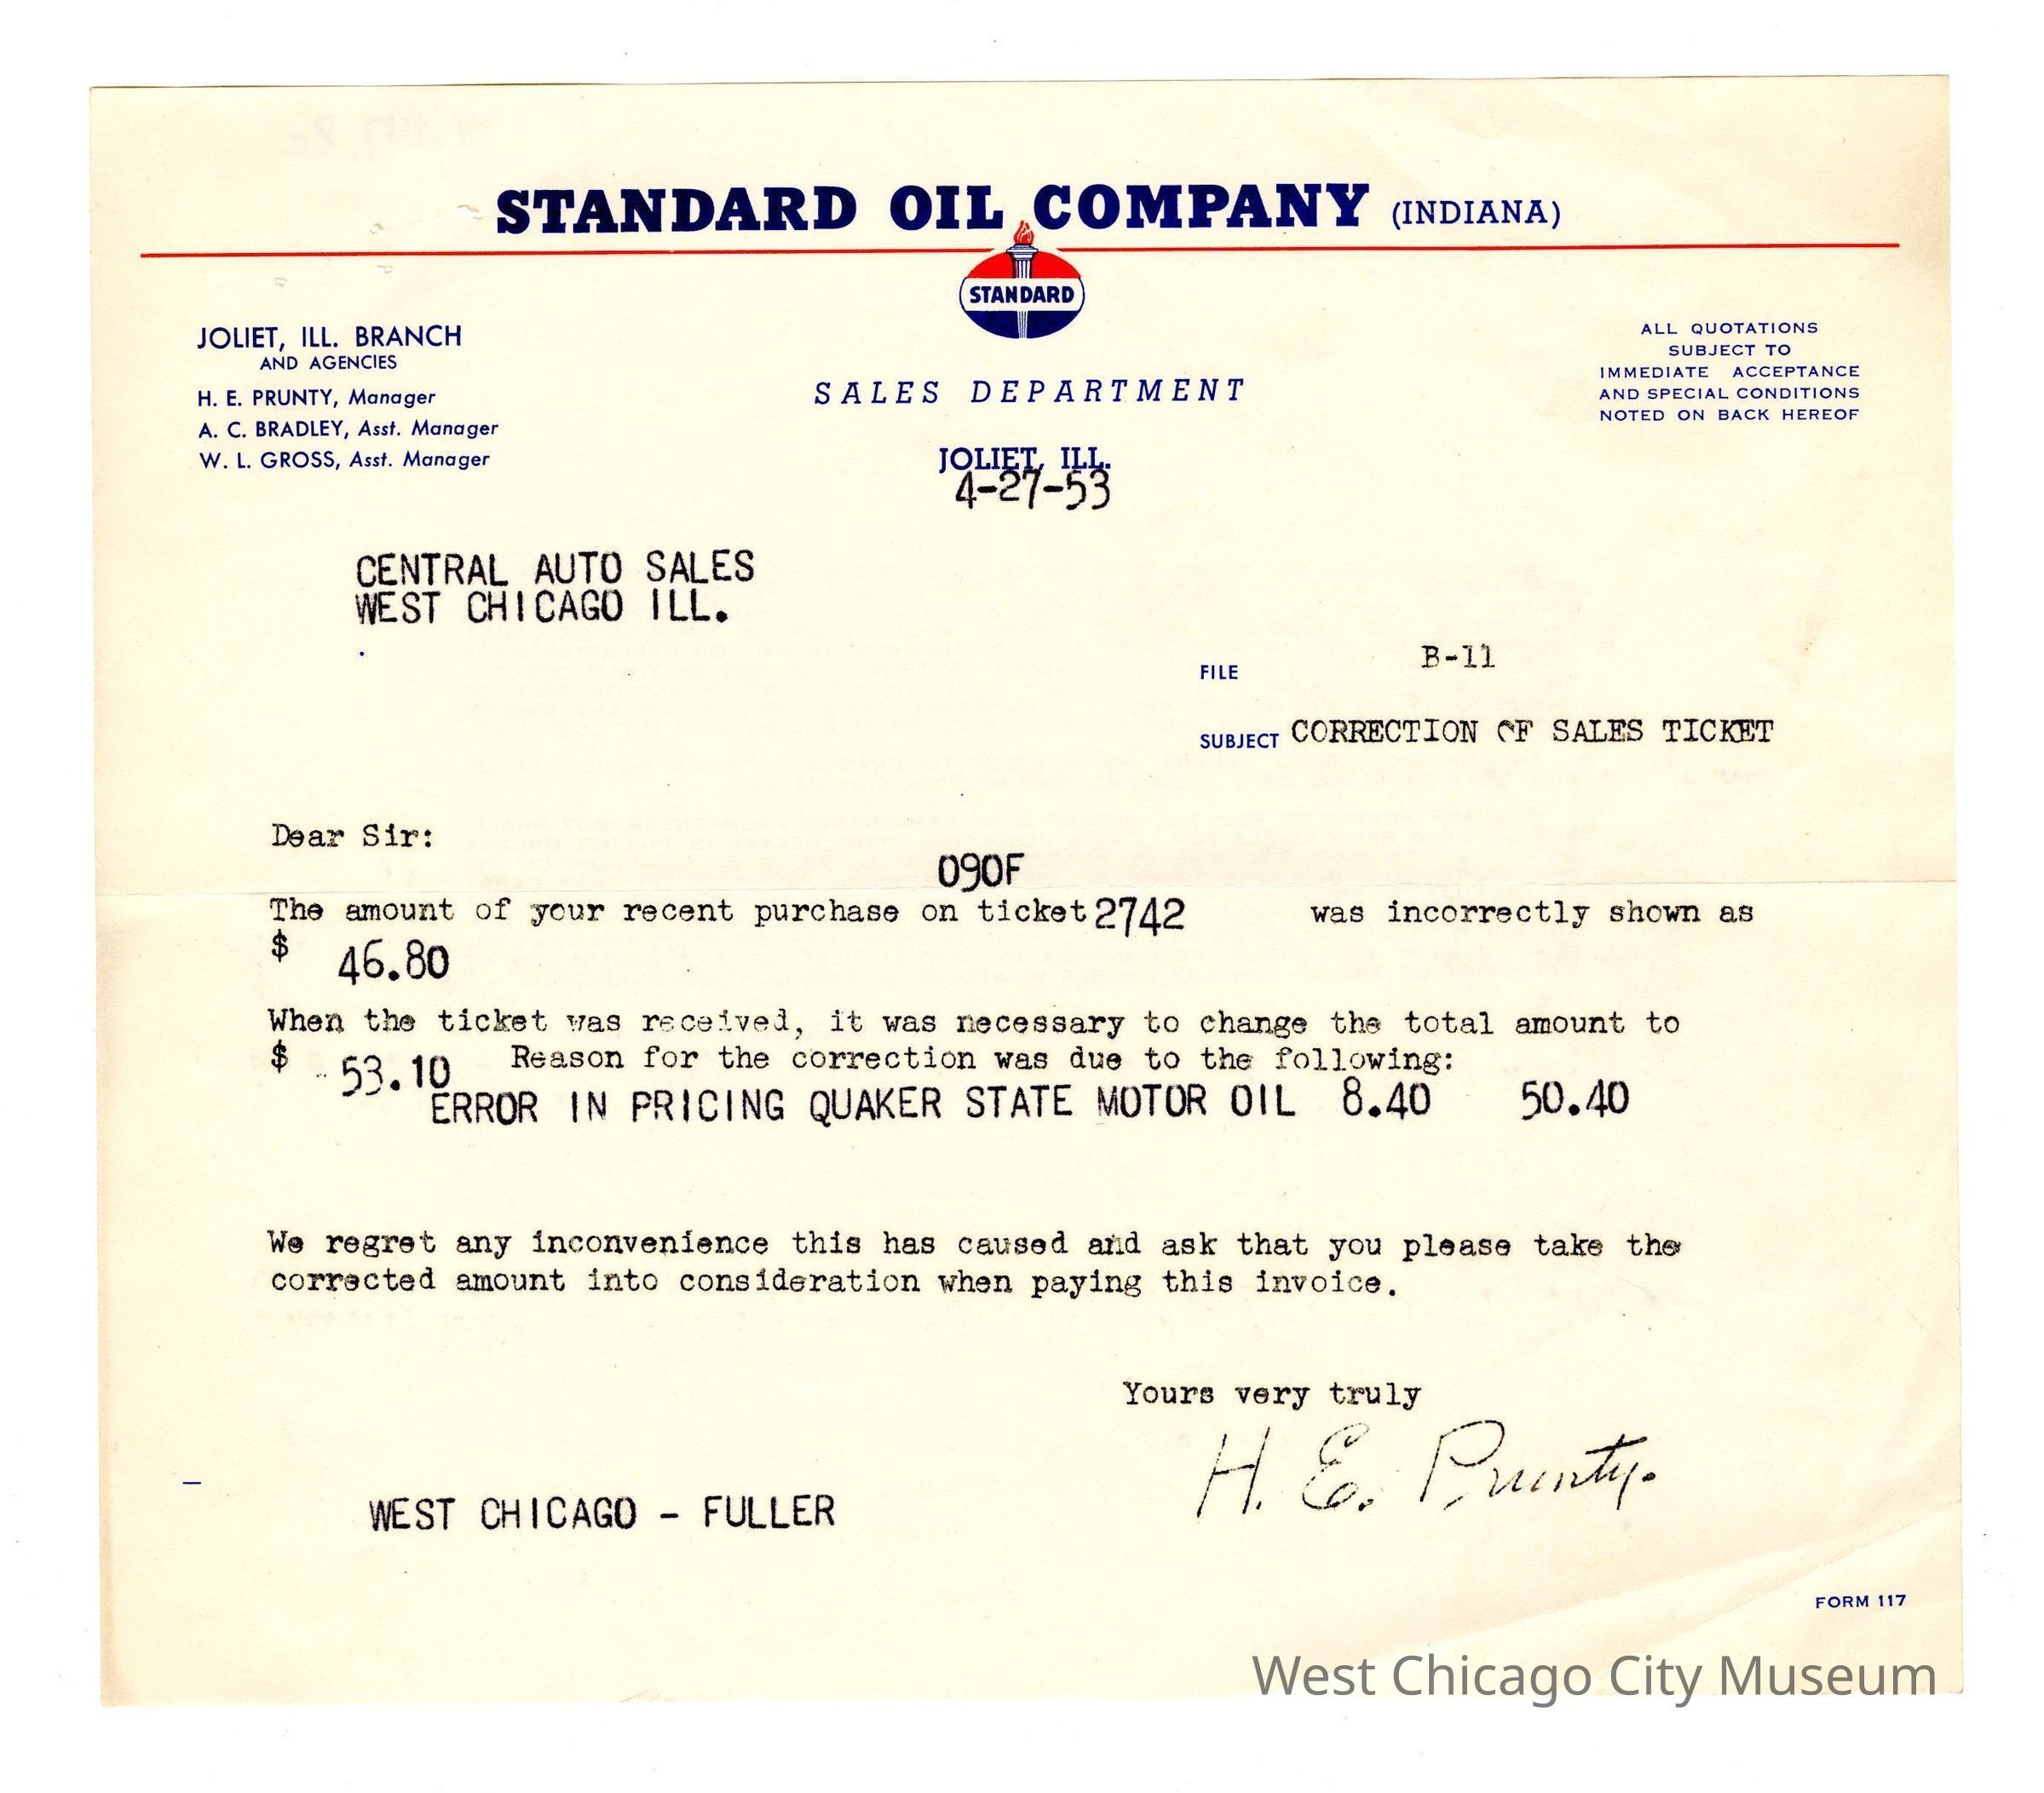 STANDARD OIL COMPANY (INDIANA)
STANDARD
JOLIET, ILL. BRANCH
AND AGENCIES
H. E. PRUNTY, Manager
A. C. BRADLEY, Asst. Manager
W. L. GROSS, Asst. Manager
SALES DEPARTMENT
JOLIET, ILL.
4-27-53
ALL QUOTATIONS
SUBJECT TO
IMMEDIATE ACCEPTANCE
AND SPECIAL CONDITIONS
NOTED ON BACK HEREOF
CENTRAL AUTO SALES
WEST CHICAGO ILL.
FILE B-11
SUBJECT CORRECTION OF SALES TICKET
Dear Sir:
090F
The amount of your recent purchase on ticket 2742 was incorrectly shown as
$ 46.80
When the ticket was received, it was necessary to change the total amount to
$ 53.10 Reason for the correction was due to the following:
ERROR IN PRICING QUAKER STATE MOTOR OIL 8.40 50.40
We regret any inconvenience this has caused and ask that you please take the
corrected amount into consideration when paying this invoice.
Yours very truly
H. E. Prunty.
WEST CHICAGO - FULLER
FORM 117
West Chicago City Museum